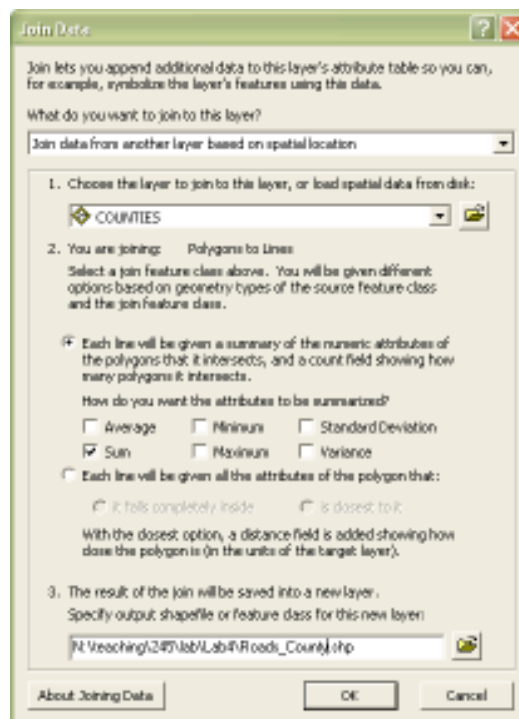 Join Data
Join lets you append additional data to this layer's attribute table so you can,
for example, symbolize the layer's features using this data.
What do you want to join to this layer?
Join data from another layer based on spatial location
1. Choose the layer to join to this layer, or load spatial data from disk:
COUNTIES
2. You are joining: Polygons to Lines
Select a join feature class above. You will be given different
options based on geometry types of the source feature class
and the join feature class.
Each line will be given a summary of the numeric attributes of
the polygons that it intersects, and a count field showing how
many polygons it intersects.
How do you want the attributes to be summarized?
Average Minimum Standard Deviation
Sum Maximum Variance
Each line will be given all the attributes of the polygon that:
it falls completely inside is closest to it
With the closest option, a distance field is added showing how
close the polygon is (in the units of the target layer).
3. The result of the join will be saved into a new layer.
Specify output shapefile or feature class for this new layer:
N:\teaching\245\lab\Lab4\Roads_County.shp
About Joining Data OK Cancel